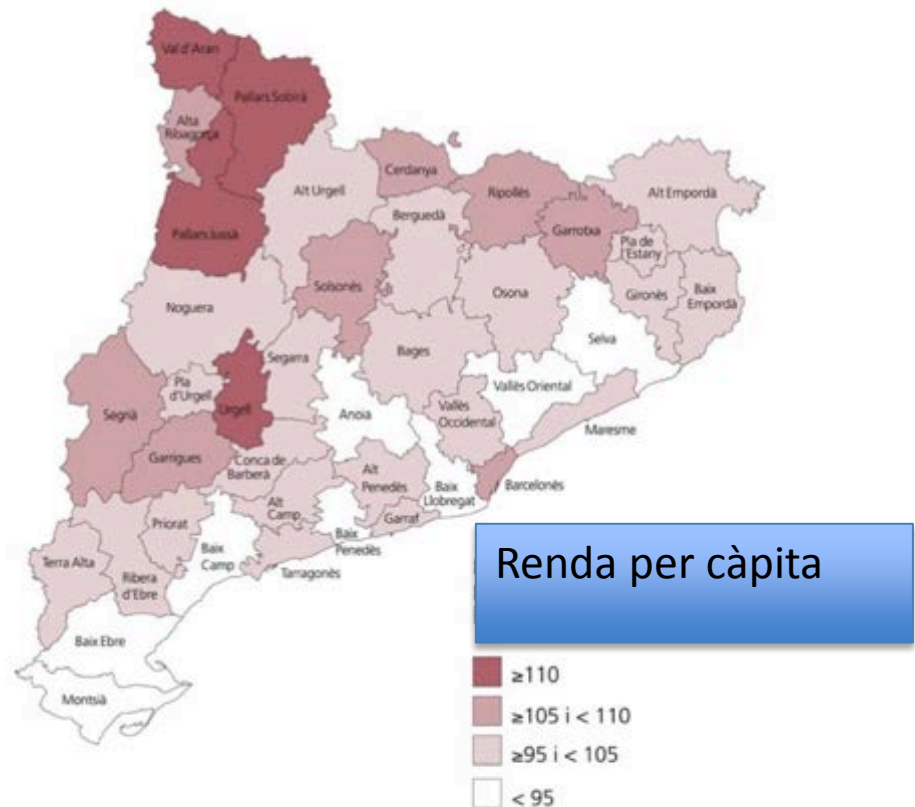 Val d'Aran
Pallars Sobirà
Alta
Ribagorça
Cerdanya
Alt Urgell
Ripollès
Alt Empordà
Berguedà
Garrotxa
Pla de
l'Estany
Pallars Jussà
Solsonès
Osona
Gironès
Baix
Empordà
Noguera
Selva
Segarra
Bages
Pla
d'Urgell
Vallès Oriental
Segrià
Urgell
Anoia
Vallès
Occidental
Maresme
Garrigues
Conca de
Barberà
Alt
Penedès
Baix
Llobregat
Barcelonès
Alt
Camp
Garraf
Priorat
Baix
Camp
Baix
Penedès
Tarragonès
Terra Alta
Ribera
d'Ebre
Baix Ebre
Montsià
Renda per càpita
≥110
≥105 i < 110
≥95 i < 105
< 95